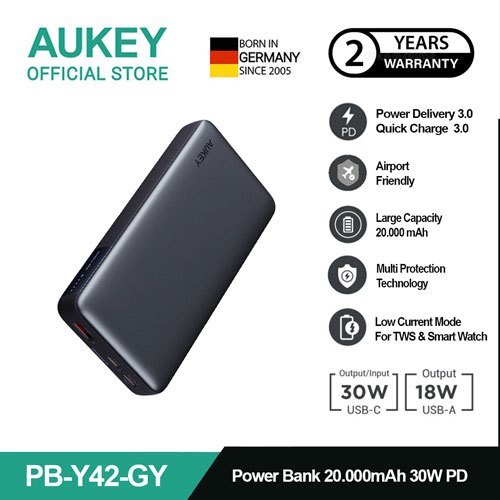 AUKEY
OFFICIAL STORE
BORN IN
GERMANY
SINCE 2005
2 YEARS
WARRANTY
AUKEY
PD
Power Delivery 3.0
Quick Charge 3.0
Airport
Friendly
Large Capacity
20.000 mAh
Multi Protection
Technology
Low Current Mode
For TWS & Smart Watch
Output/Input
30W
USB-C
Output
18W
USB-A
PB-Y42-GY
Power Bank 20.000mAh 30W PD